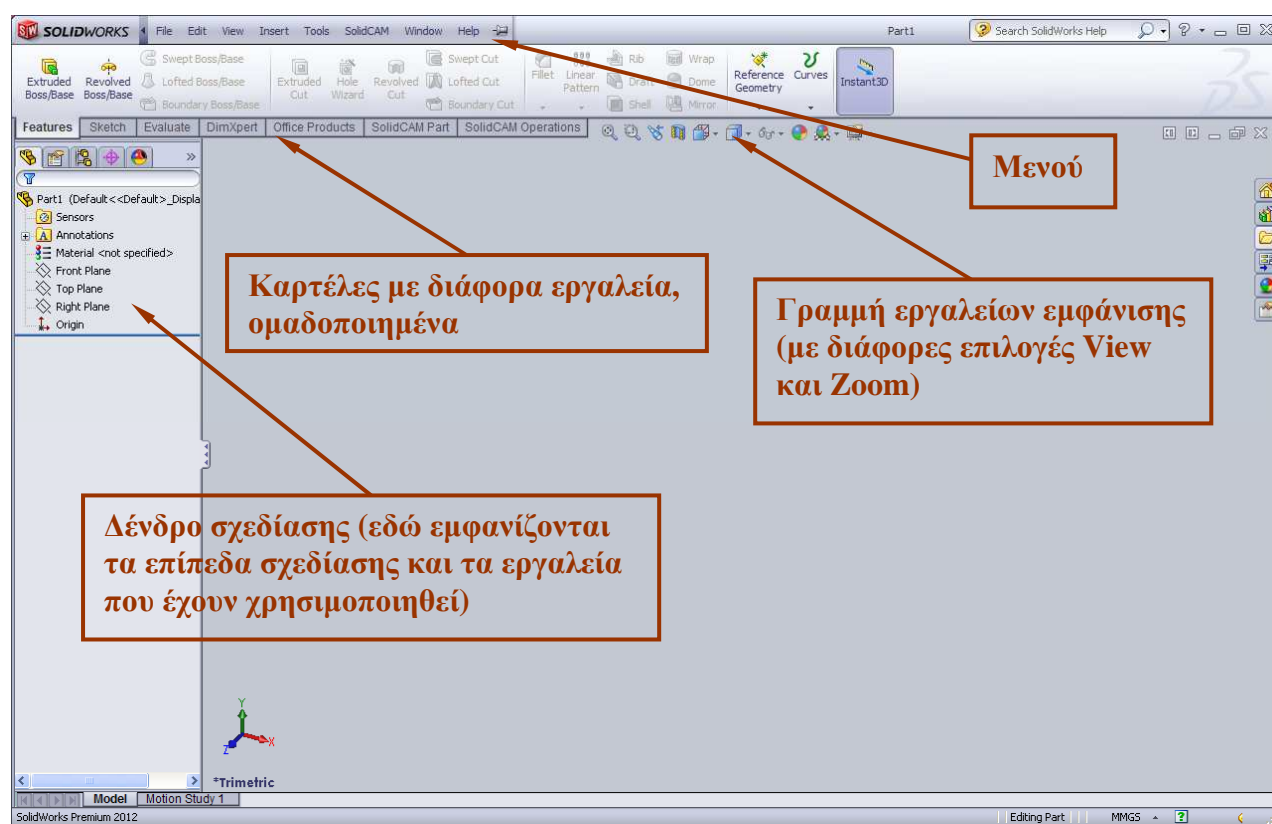 SOLIDWORKS File Edit View Insert Tools SolidCAM Window Help Part1 Search SolidWorks Help
Extruded Boss/Base
Revolved Boss/Base
Swept Boss/Base
Lofted Boss/Base
Boundary Boss/Base
Extruded Cut
Hole Wizard
Revolved Cut
Swept Cut
Lofted Cut
Boundary Cut
Fillet
Linear Pattern
Rib
Draft
Shell
Wrap
Dome
Mirror
Reference Geometry
Curves
Instant3D
Features Sketch Evaluate DimXpert Office Products SolidCAM Part SolidCAM Operations
Μενού
Part1 (Default<<Default>_Displa
Sensors
Annotations
Material <not specified>
Front Plane
Top Plane
Right Plane
Origin
Καρτέλες με διάφορα εργαλεία,
ομαδοποιημένα
Γραμμή εργαλείων εμφάνισης
(με διάφορες επιλογές View
και Zoom)
Δένδρο σχεδίασης (εδώ εμφανίζονται
τα επίπεδα σχεδίασης και τα εργαλεία
που έχουν χρησιμοποιηθεί)
Y
X
Z
*Trimetric
Model Motion Study 1
SolidWorks Premium 2012 Editing Part MMGS